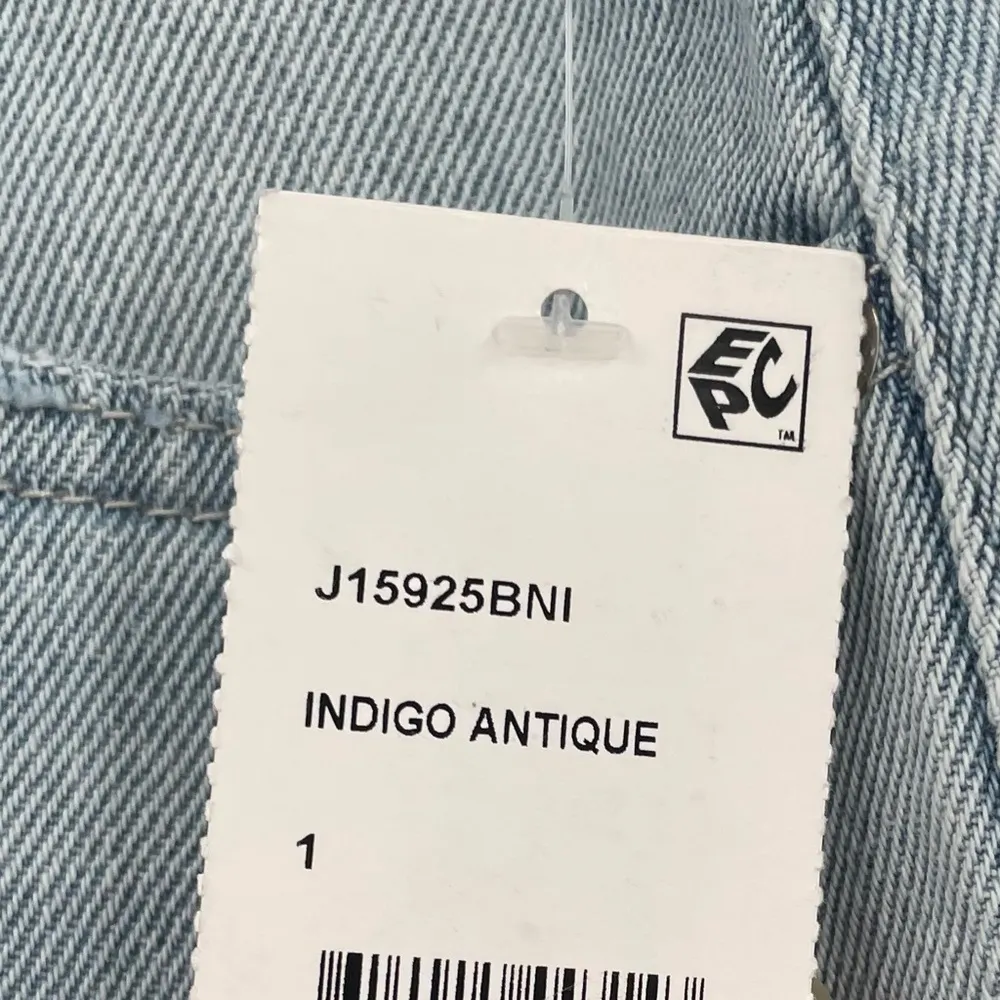 EPC
TM
J15925BNI
INDIGO ANTIQUE
1